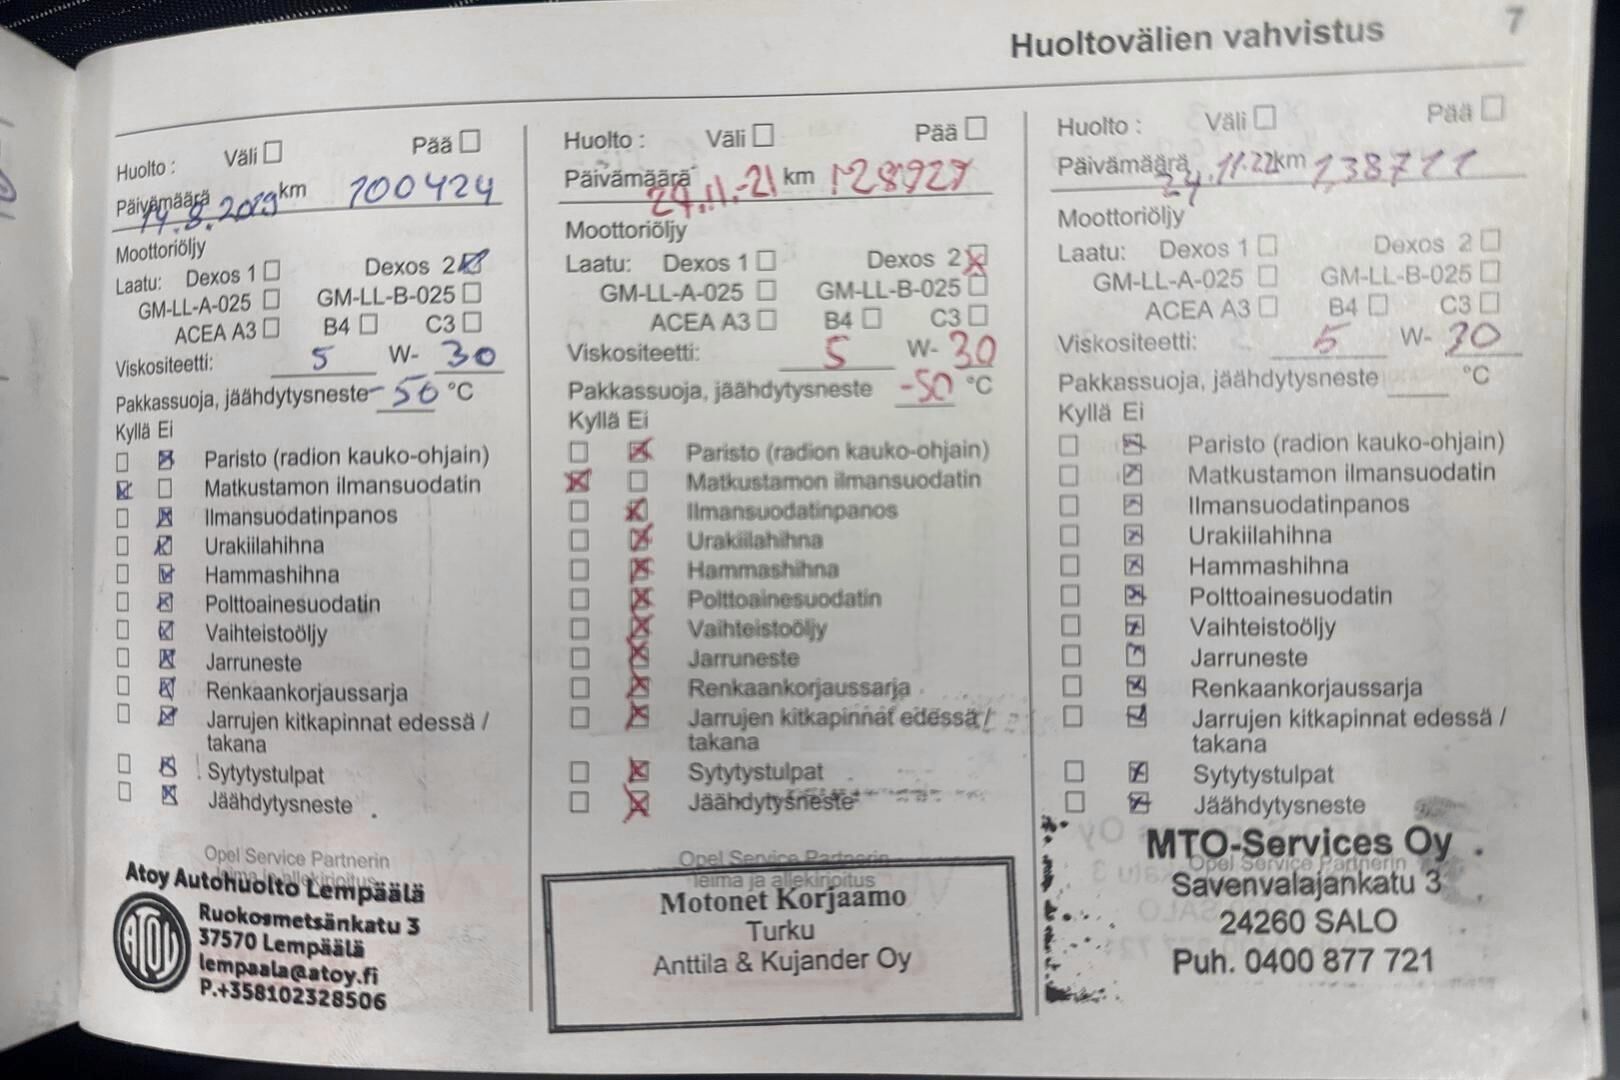 Huoltovälien vahvistus 7
Huolto : Väli Pää
Päivämäärä 14.8.2019 km 100424
Moottoriöljy
Laatu: Dexos 1 Dexos 2
GM-LL-A-025 GM-LL-B-025
ACEA A3 B4 C3
Viskositeetti: 5 W- 30
Pakkassuoja, jäähdytysneste -50 °C
Kyllä Ei
Paristo (radion kauko-ohjain)
Matkustamon ilmansuodatin
Ilmansuodatinpanos
Urakiilahihna
Hammashihna
Polttoainesuodatin
Vaihteistoöljy
Jarruneste
Renkaankorjaussarja
Jarrujen kitkapinnat edessä /
takana
Sytytystulpat
Jäähdytysneste
Opel Service Partnerin
leima ja allekirjoitus
Atoy Autohuolto Lempäälä
ATOY
Ruokosmetsänkatu 3
37570 Lempäälä
lempaala@atoy.fi
P.+358102328506
Huolto : Väli Pää
Päivämäärä 24.11.-21 km 128927
Moottoriöljy
Laatu: Dexos 1 Dexos 2
GM-LL-A-025 GM-LL-B-025
ACEA A3 B4 C3
Viskositeetti: 5 W- 30
Pakkassuoja, jäähdytysneste -50 °C
Kyllä Ei
Paristo (radion kauko-ohjain)
Matkustamon ilmansuodatin
Ilmansuodatinpanos
Urakiilahihna
Hammashihna
Polttoainesuodatin
Vaihteistoöljy
Jarruneste
Renkaankorjaussarja
Jarrujen kitkapinnat edessä /
takana
Sytytystulpat
Jäähdytysneste
Opel Service Partnerin
leima ja allekirjoitus
Motonet Korjaamo
Turku
Anttila & Kujander Oy
Huolto : Väli Pää
Päivämäärä 24.11.22 km 138711
Moottoriöljy
Laatu: Dexos 1 Dexos 2
GM-LL-A-025 GM-LL-B-025
ACEA A3 B4 C3
Viskositeetti: 5 W- 30
Pakkassuoja, jäähdytysneste °C
Kyllä Ei
Paristo (radion kauko-ohjain)
Matkustamon ilmansuodatin
Ilmansuodatinpanos
Urakiilahihna
Hammashihna
Polttoainesuodatin
Vaihteistoöljy
Jarruneste
Renkaankorjaussarja
Jarrujen kitkapinnat edessä /
takana
Sytytystulpat
Jäähdytysneste
MTO-Services Oy
Opel Service Partnerin
Savenvalajankatu 3
24260 SALO
Puh. 0400 877 721